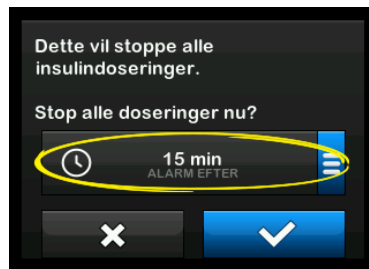 Dette vil stoppe alle
insulindoseringer.
Stop alle doseringer nu?
15 min
ALARM EFTER